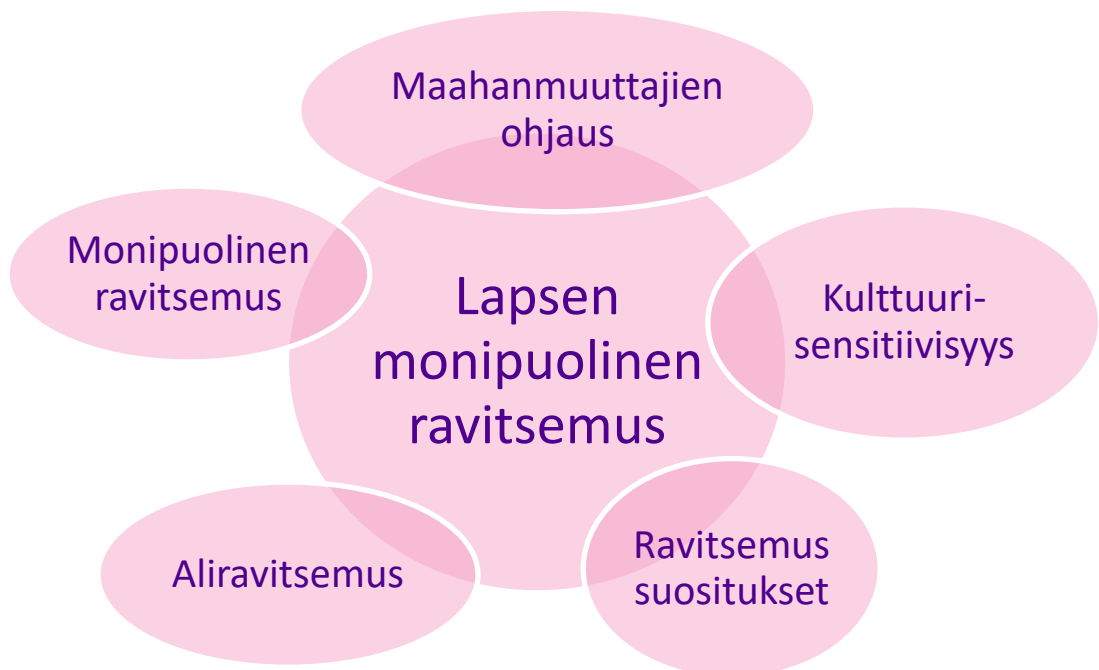 Maahanmuuttajien
ohjaus
Monipuolinen
ravitsemus
Lapsen
monipuolinen
ravitsemus
Kulttuuri-
sensitiivisyys
Aliravitsemus
Ravitsemus
suositukset